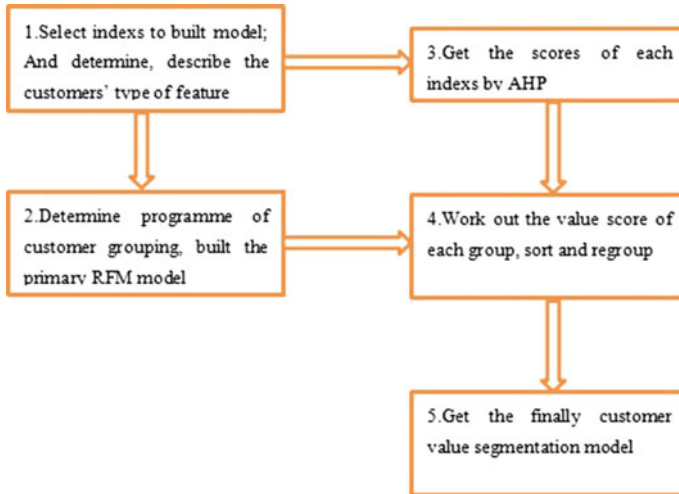 1.Select indexs to built model;
And determine, describe the
customers' type of feature
3.Get the scores of each
indexs by AHP
2.Determine programme of
customer grouping, built the
primary RFM model
4.Work out the value score of
each group, sort and regroup
5.Get the finally customer
value segmentation model